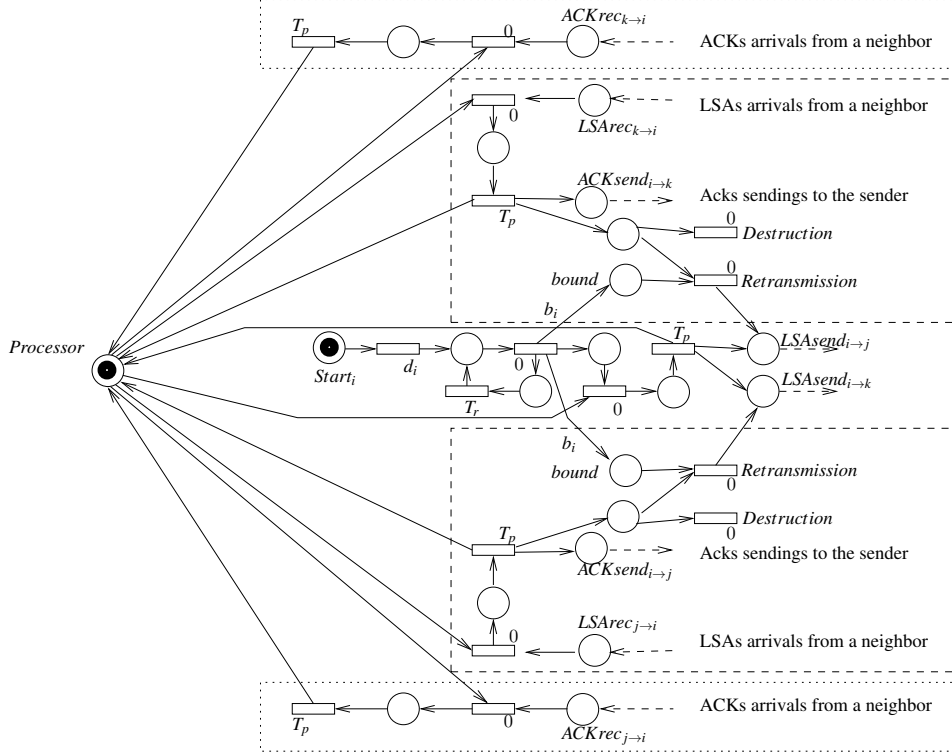 T_p
0
ACKrec_{k→i}
ACKs arrivals from a neighbor
0
LSArec_{k→i}
LSAs arrivals from a neighbor
ACKsend_{i→k}
Acks sendings to the sender
T_p
0
Destruction
0
bound
Retransmission
b_i
Processor
Start_i
d_i
0
T_p
LSAsend_{i→j}
T_r
0
LSAsend_{i→k}
b_i
bound
Retransmission
0
Destruction
0
T_p
Acks sendings to the sender
ACKsend_{i→j}
0
LSArec_{j→i}
LSAs arrivals from a neighbor
ACKs arrivals from a neighbor
T_p
0
ACKrec_{j→i}